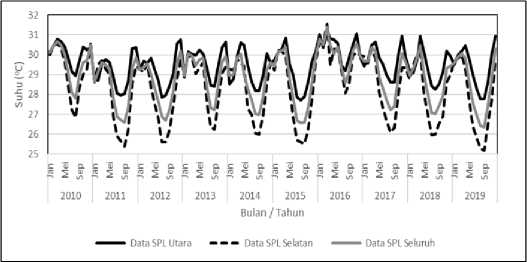 32
31
30
29
28
27
26
25
Suhu (°C)
Jan Mei Sep Jan Mei Sep Jan Mei Sep Jan Mei Sep Jan Mei Sep Jan Mei Sep Jan Mei Sep Jan Mei Sep Jan Mei Sep Jan Mei Sep
2010 2011 2012 2013 2014 2015 2016 2017 2018 2019
Bulan / Tahun
Data SPL Utara Data SPL Selatan Data SPL Seluruh